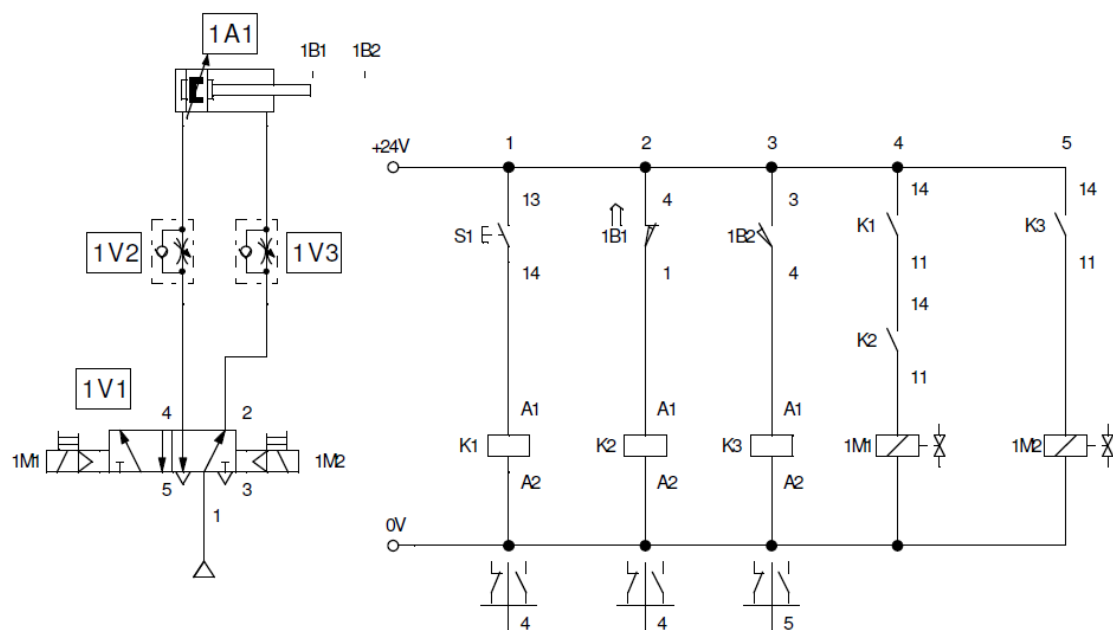 1A1
1B1 1B2
1 2 3 4 5
+24V
13 4 3 14 14
S1 1B1 1B2 K1 K3
1V2 1V3
14 1 4 11 11
14
K2
11
1V1
4 2
A1 A1 A1
1M1 1M2
K1 K2 K3 1M1 1M2
5 3
A2 A2 A2
1
0V
4 4 5